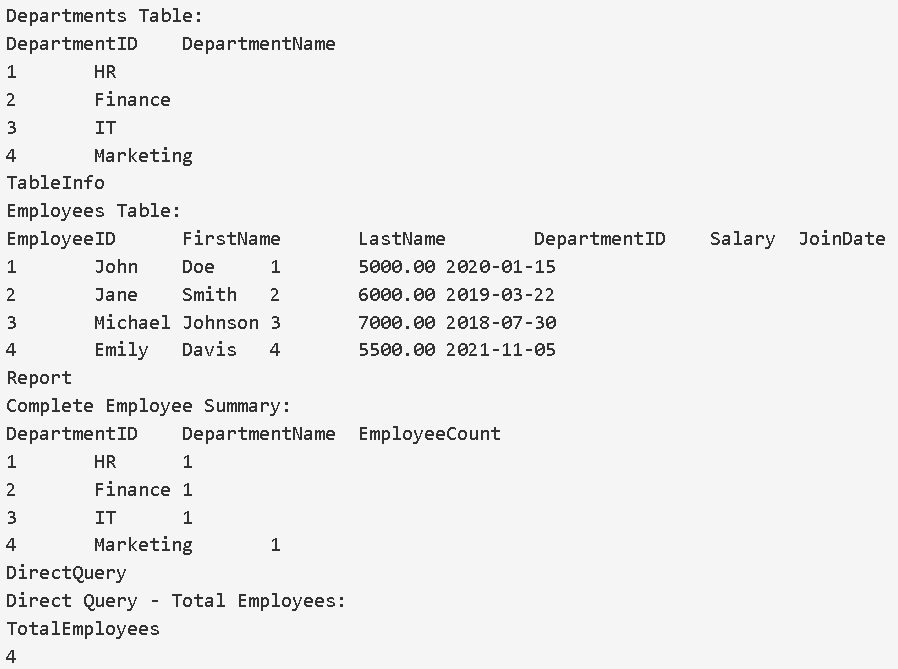 Departments Table:
DepartmentID    DepartmentName
1       HR
2       Finance
3       IT
4       Marketing
TableInfo
Employees Table:
EmployeeID      FirstName       LastName        DepartmentID    Salary  JoinDate
1       John    Doe     1       5000.00 2020-01-15
2       Jane    Smith   2       6000.00 2019-03-22
3       Michael Johnson 3       7000.00 2018-07-30
4       Emily   Davis   4       5500.00 2021-11-05
Report
Complete Employee Summary:
DepartmentID    DepartmentName  EmployeeCount
1       HR      1
2       Finance 1
3       IT      1
4       Marketing       1
DirectQuery
Direct Query - Total Employees:
TotalEmployees
4